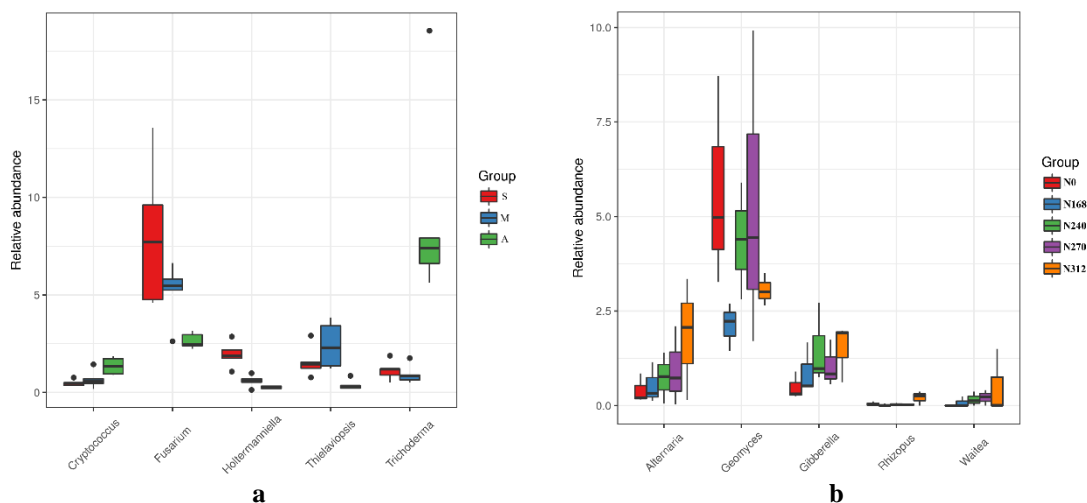 Relative abundance
15
10
5
0
Cryptococcus
Fusarium
Holtermanniella
Thielaviopsis
Trichoderma
Group
S
M
A
a
Relative abundance
10.0
7.5
5.0
2.5
0.0
Alternaria
Geomyces
Gibberella
Rhizopus
Waitea
Group
N0
N168
N240
N270
N312
b